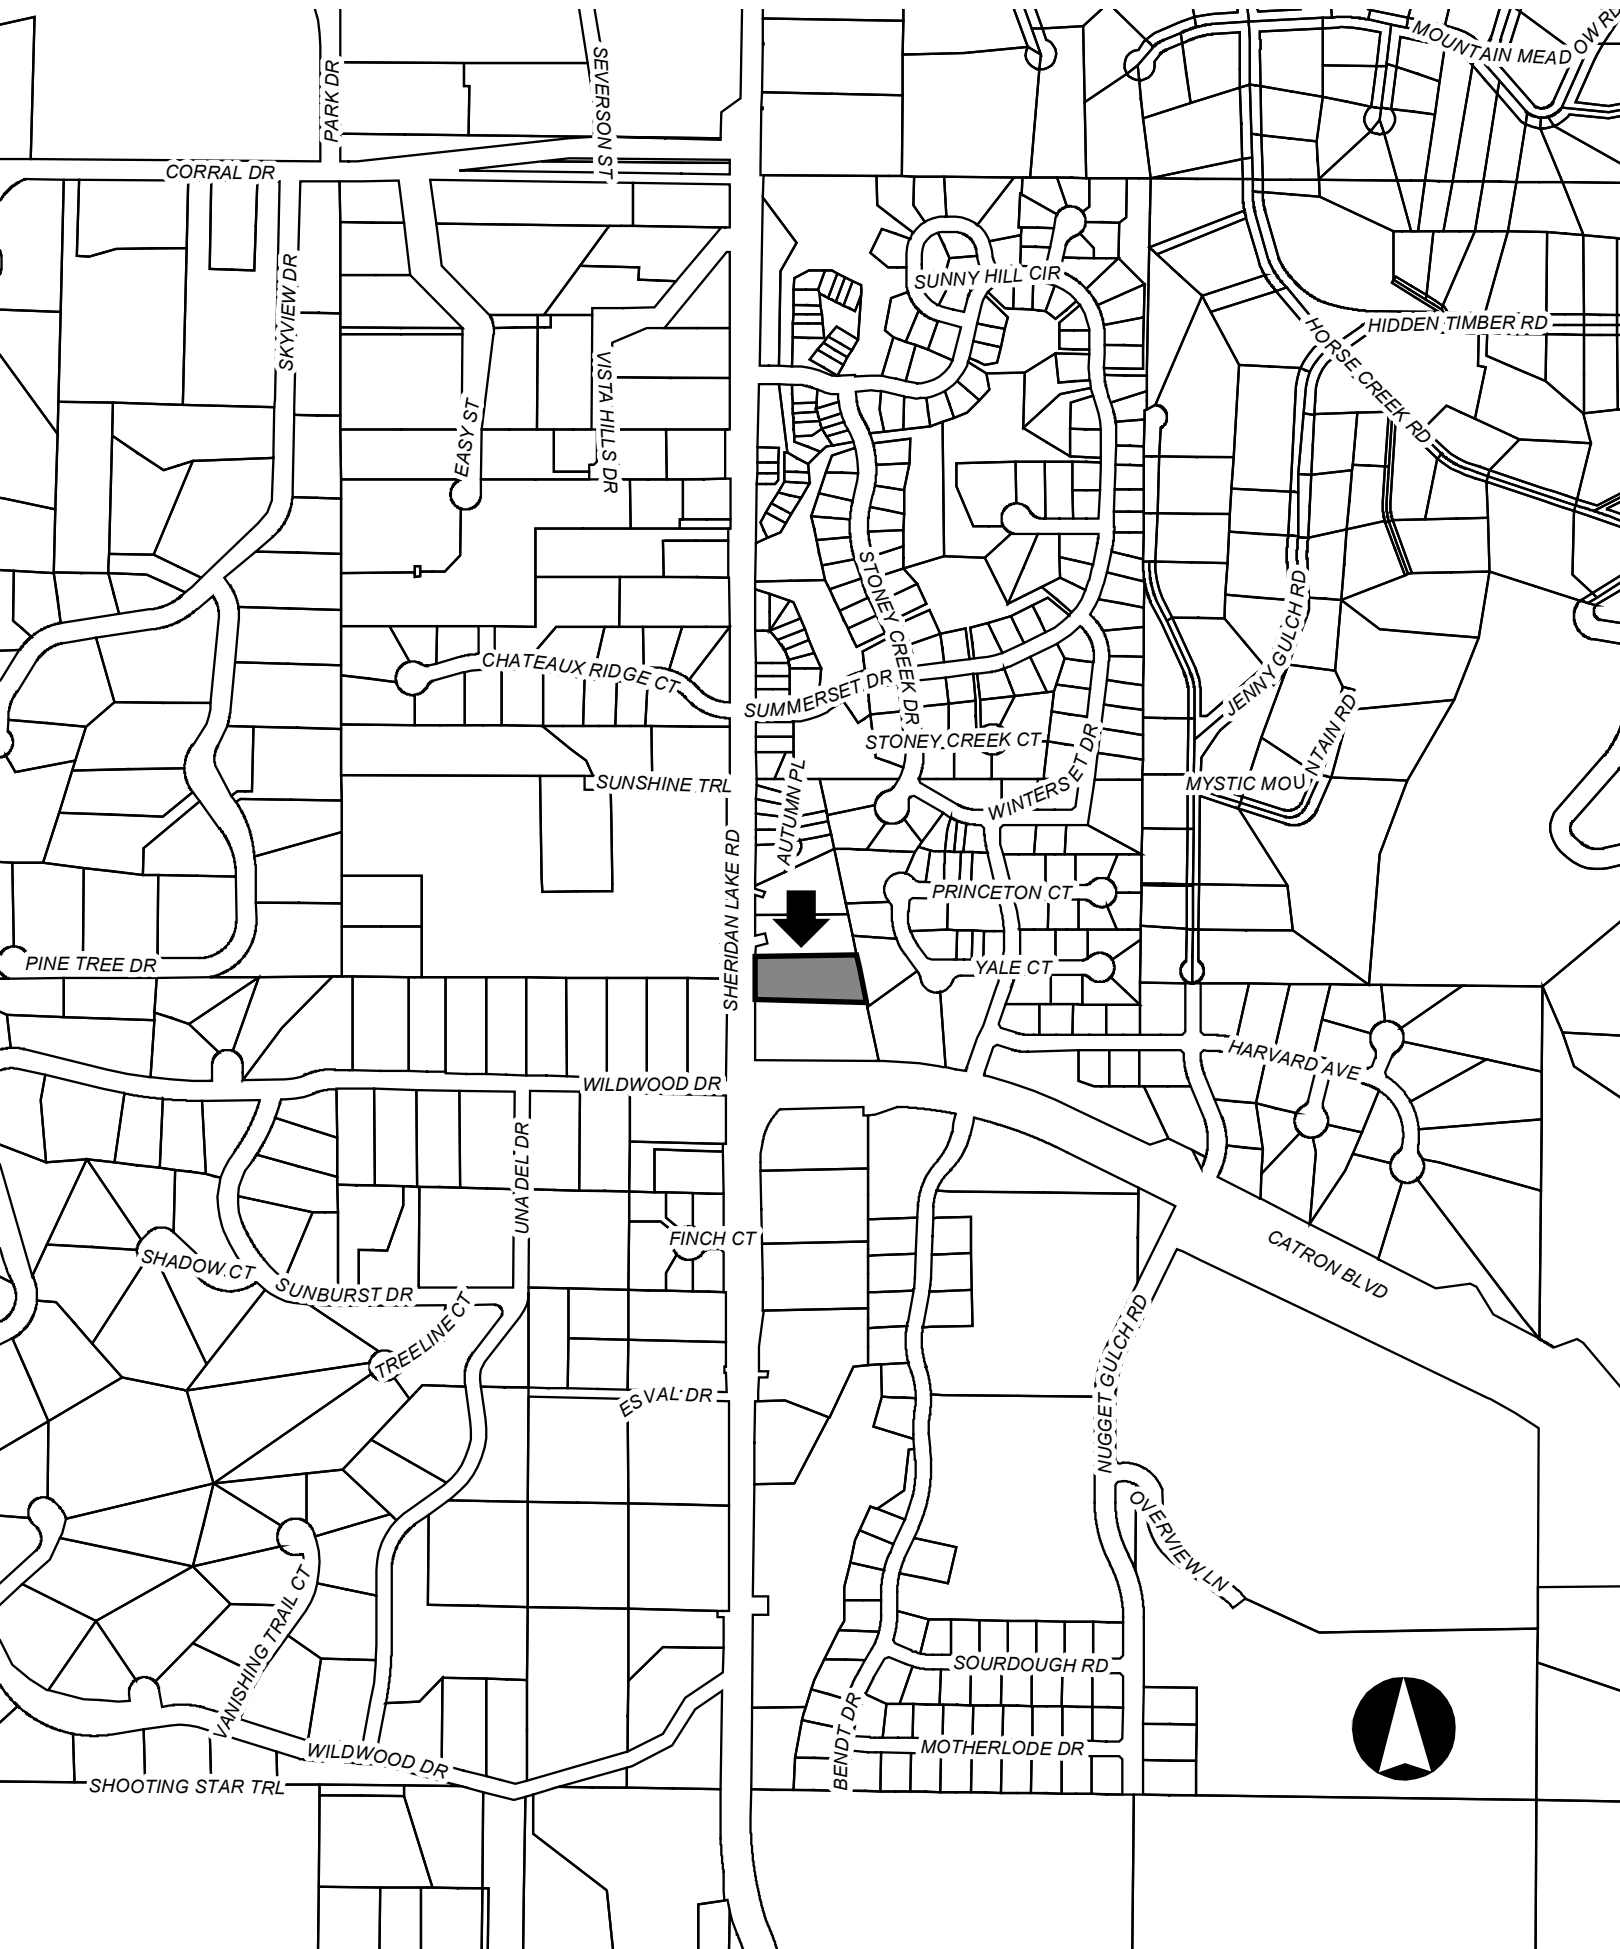 MOUNTAIN MEADOW RD
SEVERSON ST
PARK DR
CORRAL DR
SKYVIEW DR
SUNNY HILL CIR
HIDDEN TIMBER RD
HORSE CREEK RD
VISTA HILLS DR
EASY ST
STONEY CREEK DR
JENNY GULCH RD
CHATEAUX RIDGE CT
SUMMERSET DR
STONEY CREEK CT
WINTERSET DR
MYSTIC MOUNTAIN RD
SUNSHINE TRL
AUTUMN PL
SHERIDAN LAKE RD
PRINCETON CT
PINE TREE DR
YALE CT
HARVARD AVE
WILDWOOD DR
UNA DEL DR
FINCH CT
SHADOW CT
SUNBURST DR
CATRON BLVD
TREELINE CT
NUGGET GULCH RD
ESVAL DR
OVERVIEW LN
VANISHING TRAIL CT
SOURDOUGH RD
BENDT DR
MOTHERLODE DR
WILDWOOD DR
SHOOTING STAR TRL